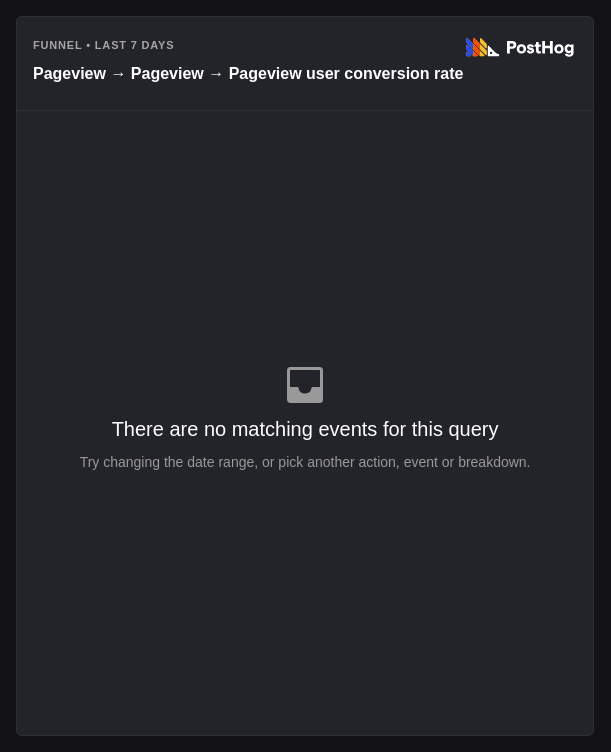 FUNNEL • LAST 7 DAYS
PostHog
Pageview → Pageview → Pageview user conversion rate
There are no matching events for this query
Try changing the date range, or pick another action, event or breakdown.